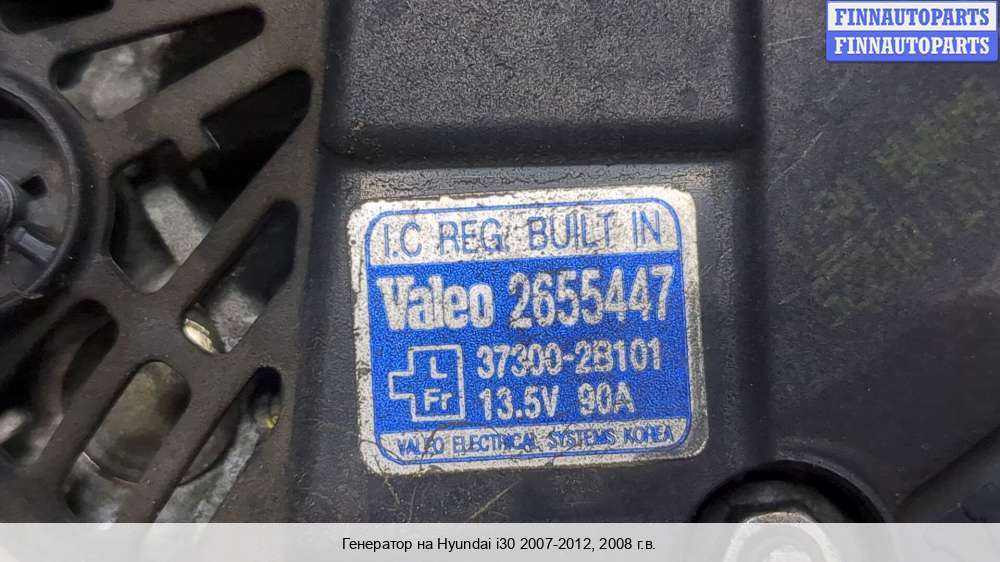 FINNAUTOPARTS
FINNAUTOPARTS
I.C REG. BUILT IN
Valeo 2655447
L
Fr
37300-2B101
13.5V 90A
VALEO ELECTRICAL SYSTEMS KOREA
Генератор на Hyundai i30 2007-2012, 2008 г.в.